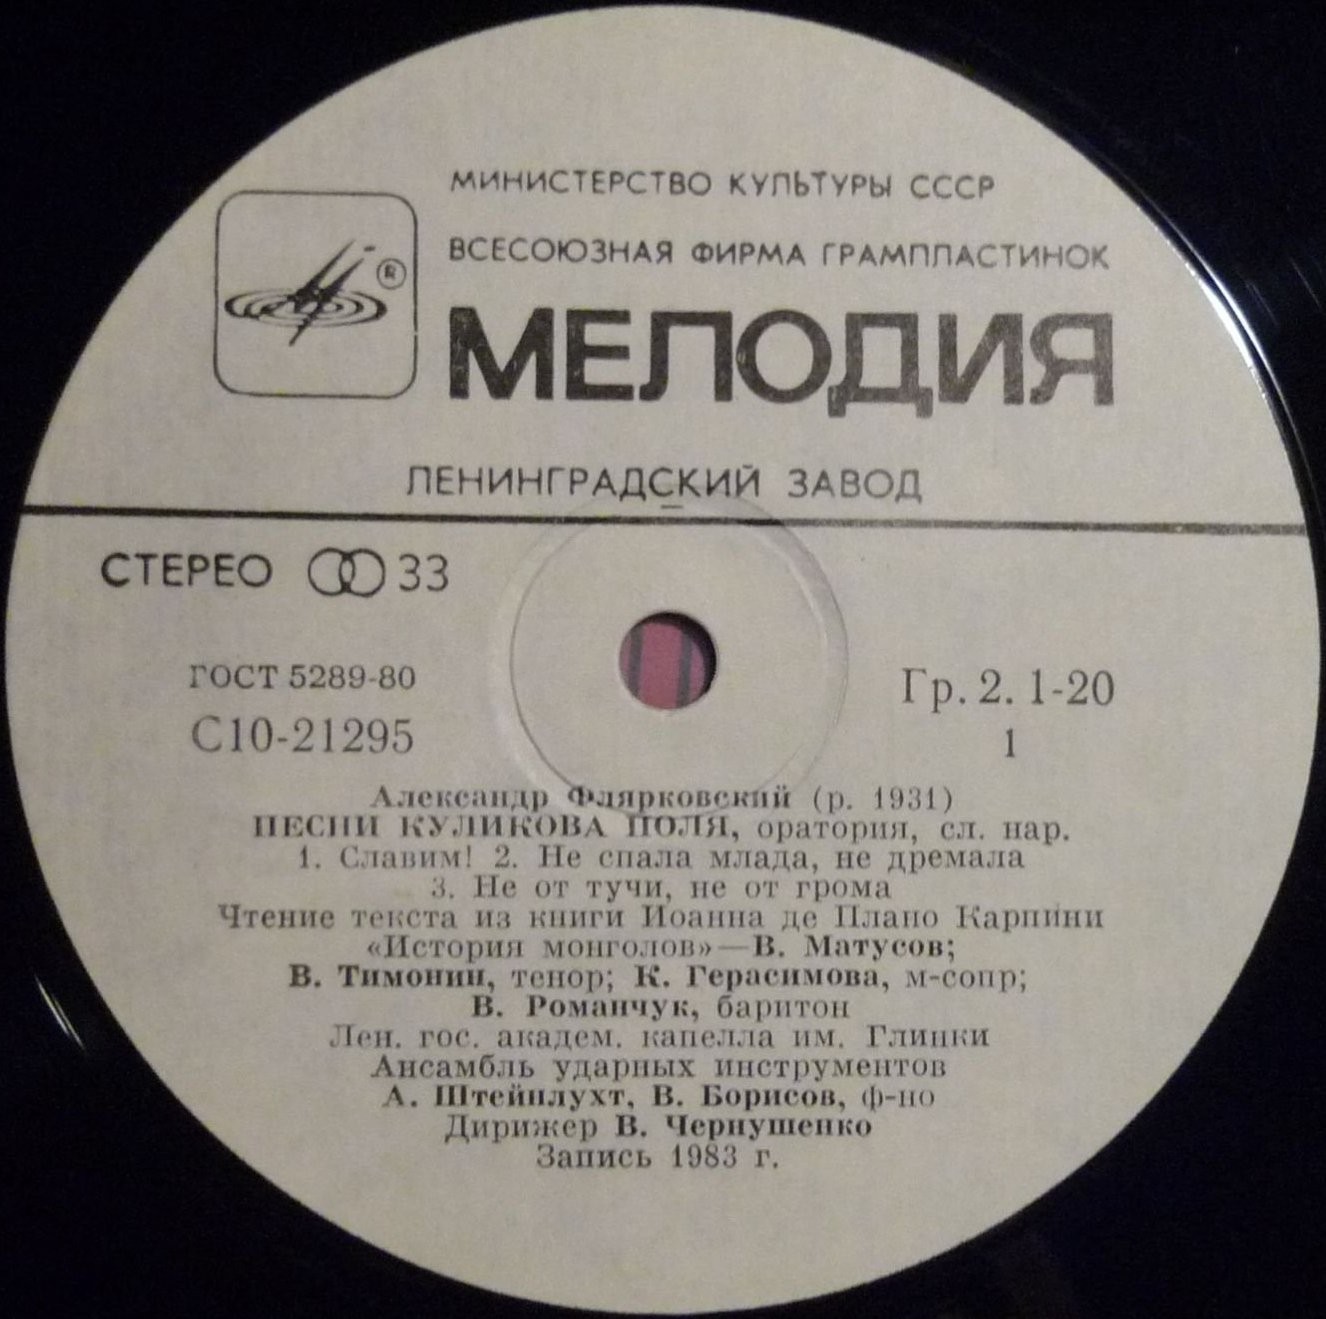 МИНИСТЕРСТВО КУЛЬТУРЫ СССР
ВСЕСОЮЗНАЯ ФИРМА ГРАМПЛАСТИНОК
®
МЕЛОДИЯ
ЛЕНИНГРАДСКИЙ ЗАВОД
СТЕРЕО 33
ГОСТ 5289-80
С10-21295
Гр. 2. 1-20
1
Александр Флярковский (р. 1931)
ПЕСНИ КУЛИКОВА ПОЛЯ, оратория, сл. нар.
1. Славим! 2. Не спала млада, не дремала
3. Не от тучи, не от грома
Чтение текста из книги Иоанна де Плано Карпини
«История монголов»—В. Матусов;
В. Тимонин, тенор; К. Герасимова, м-сопр;
В. Романчук, баритон
Лен. гос. академ. капелла им. Глинки
Ансамбль ударных инструментов
А. Штейнлухт, В. Борисов, ф-но
Дирижер В. Чернушенко
Запись 1983 г.